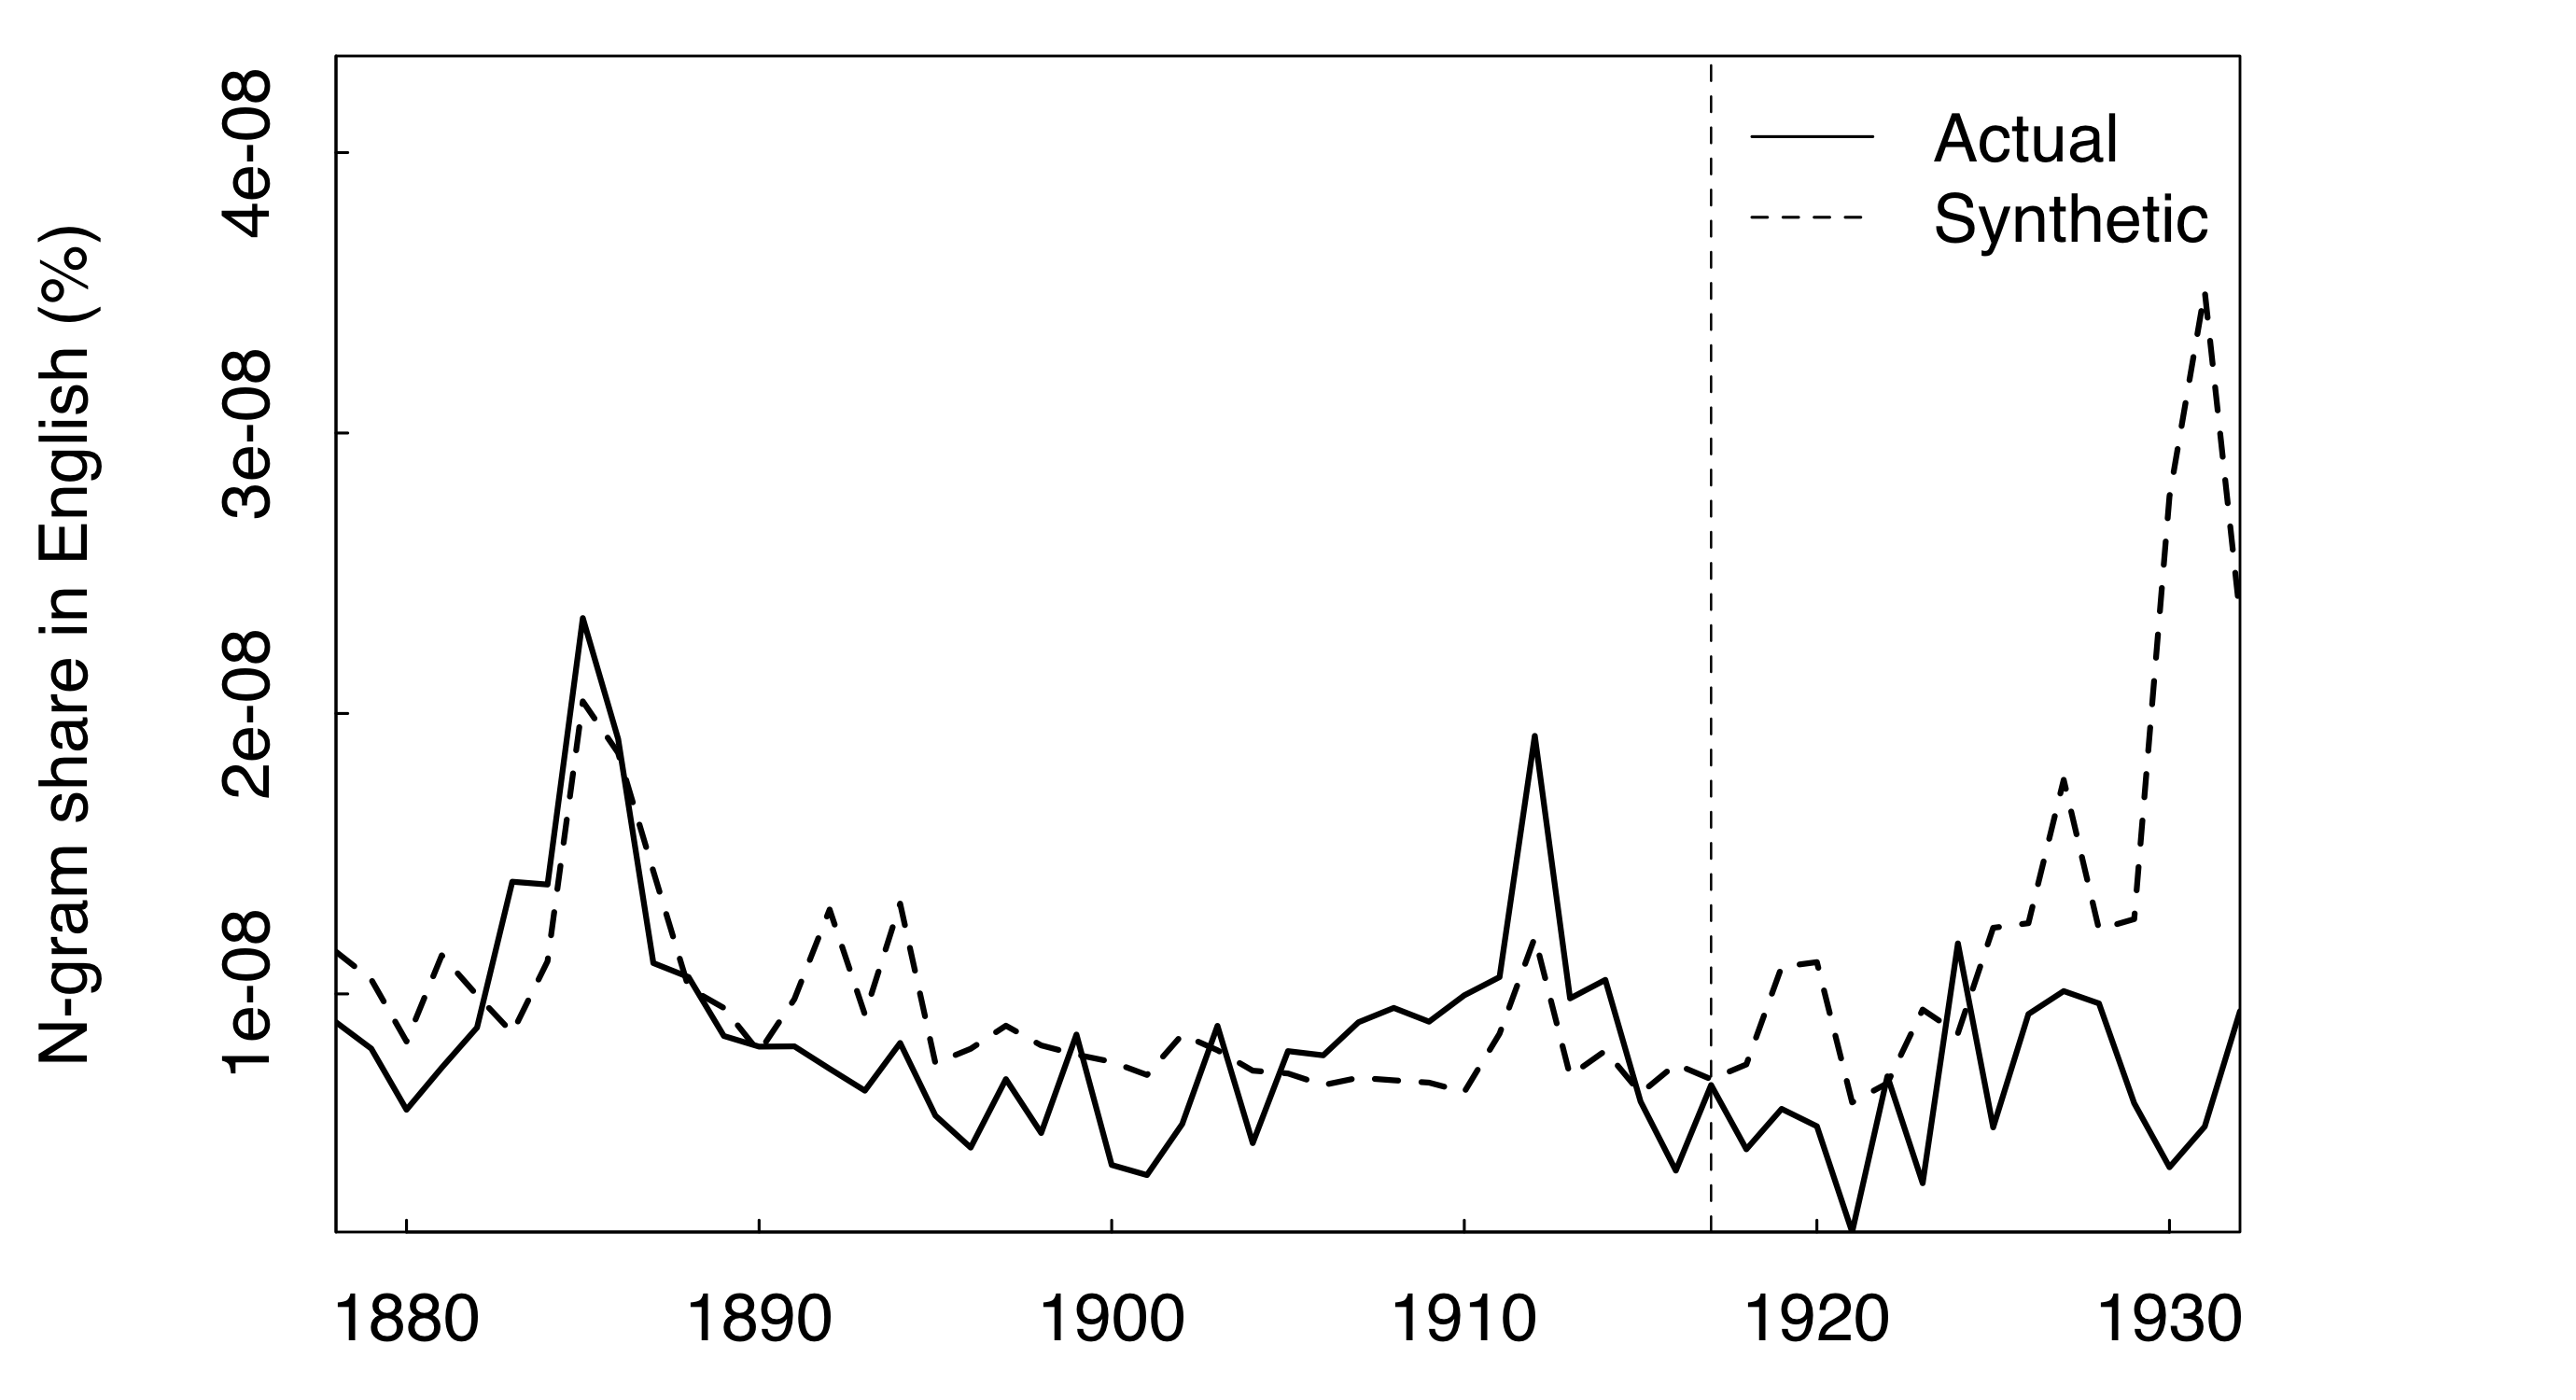 N-gram share in English (%)
4e-08
3e-08
2e-08
1e-08
Actual
Synthetic
1880 1890 1900 1910 1920 1930